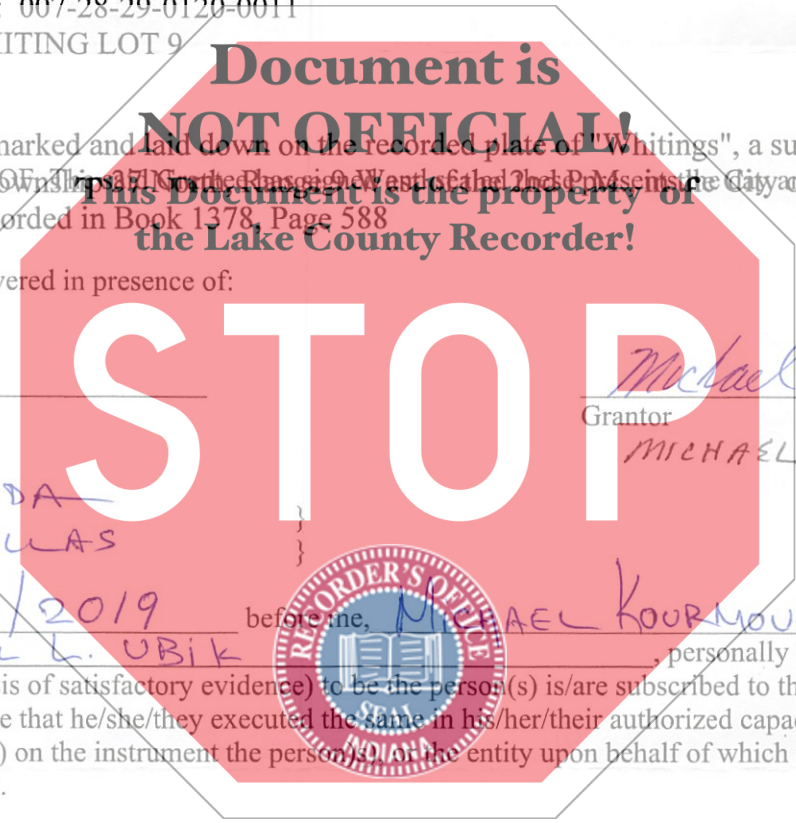 : 007-28-29-0120-0011
ITING LOT 9
Document is
NOT OFFICIAL!
marked and laid down on the recorded plate of "Whitings", a su
This Document is the property of
orded in Book 1378, Page 588
the Lake County Recorder!
vered in presence of:
STOP
Michael
Grantor
MICHAEL
DA
LLAS
}
}
/2019 before me, MICHAEL KOURMOU
L. UBIK , personally
is of satisfactory evidence) to be the person(s) is/are subscribed to th
e that he/she/they executed the same in his/her/their authorized capac
) on the instrument the person(s), or the entity upon behalf of which
RECORDER'S OFFICE
SEAL
INDIANA